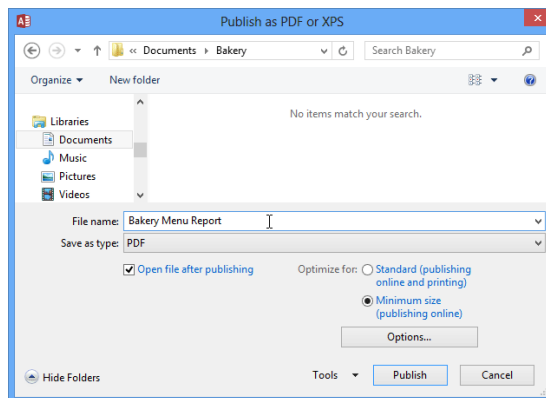 Publish as PDF or XPS
« Documents Bakery
Search Bakery
Organize
New folder
No items match your search.
Libraries
Documents
Music
Pictures
Videos
File name: Bakery Menu Report
Save as type: PDF
Open file after publishing
Optimize for:
Standard (publishing
online and printing)
Minimum size
(publishing online)
Options...
Hide Folders
Tools
Publish
Cancel